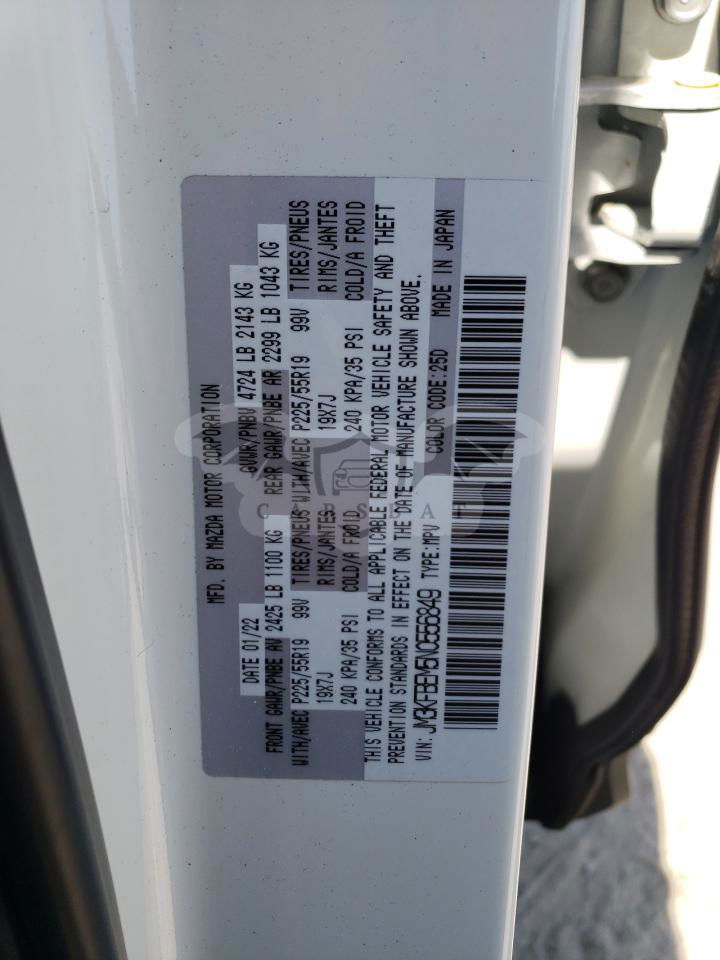 MFD. BY MAZDA MOTOR CORPORATION
DATE 01/22 GVWR/PNBV 4724 LB 2143 KG
FRONT GAWR/PNBE AV 2425 LB 1100 KG REAR GAWR/PNBE AR 2299 LB 1043 KG
WITH/AVEC P225/55R19 99V TIRES/PNEUS WITH/AVEC P225/55R19 99V TIRES/PNEUS
19X7J RIMS/JANTES 19X7J RIMS/JANTES
240 KPA/35 PSI COLD/A FROID 240 KPA/35 PSI COLD/A FROID
THIS VEHICLE CONFORMS TO ALL APPLICABLE FEDERAL MOTOR VEHICLE SAFETY AND THEFT
PREVENTION STANDARDS IN EFFECT ON THE DATE OF MANUFACTURE SHOWN ABOVE.
VIN: JM3KFBEM5N0566849 TYPE:MPV COLOR CODE:25D MADE IN JAPAN
CARSTAT